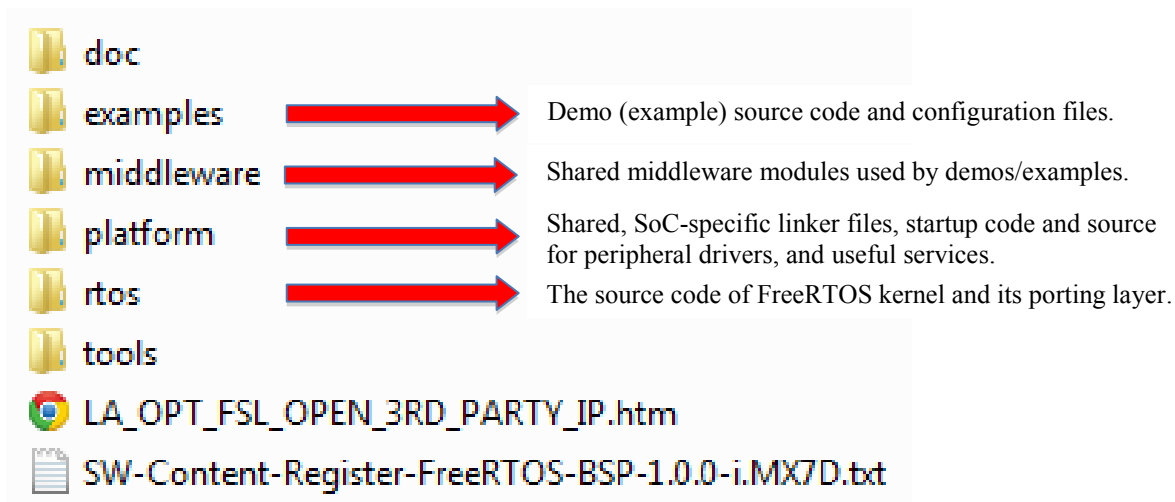 doc
examples
Demo (example) source code and configuration files.
middleware
Shared middleware modules used by demos/examples.
platform
Shared, SoC-specific linker files, startup code and source
for peripheral drivers, and useful services.
rtos
The source code of FreeRTOS kernel and its porting layer.
tools
LA_OPT_FSL_OPEN_3RD_PARTY_IP.htm
SW-Content-Register-FreeRTOS-BSP-1.0.0-i.MX7D.txt